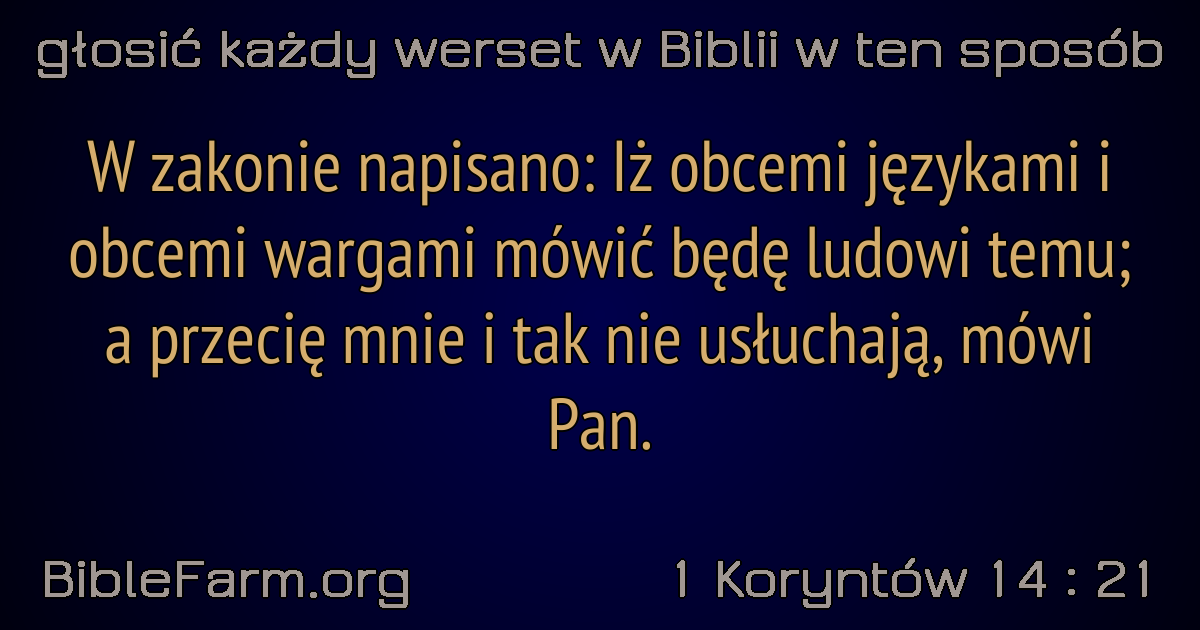 głosić każdy werset w Biblii w ten sposób
W zakonie napisano: Iż obcemi językami i
obcemi wargami mówić będę ludowi temu;
a przecię mnie i tak nie usłuchają, mówi
Pan.
BibleFarm.org
1 Koryntów 14 : 21